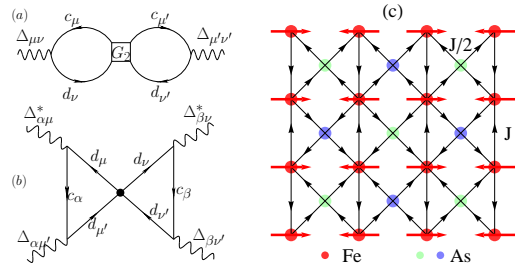 (a)
c_μ
c_μ′
Δ_μν
G₂
Δ_μ′ν′
d_ν
d_ν′
Δ*_αμ
Δ*_βν
d_μ
d_ν
(b)
c_α
c_β
d_μ′
d_ν′
Δ_αμ′
Δ_βν′
(c)
J/2
J
Fe
As